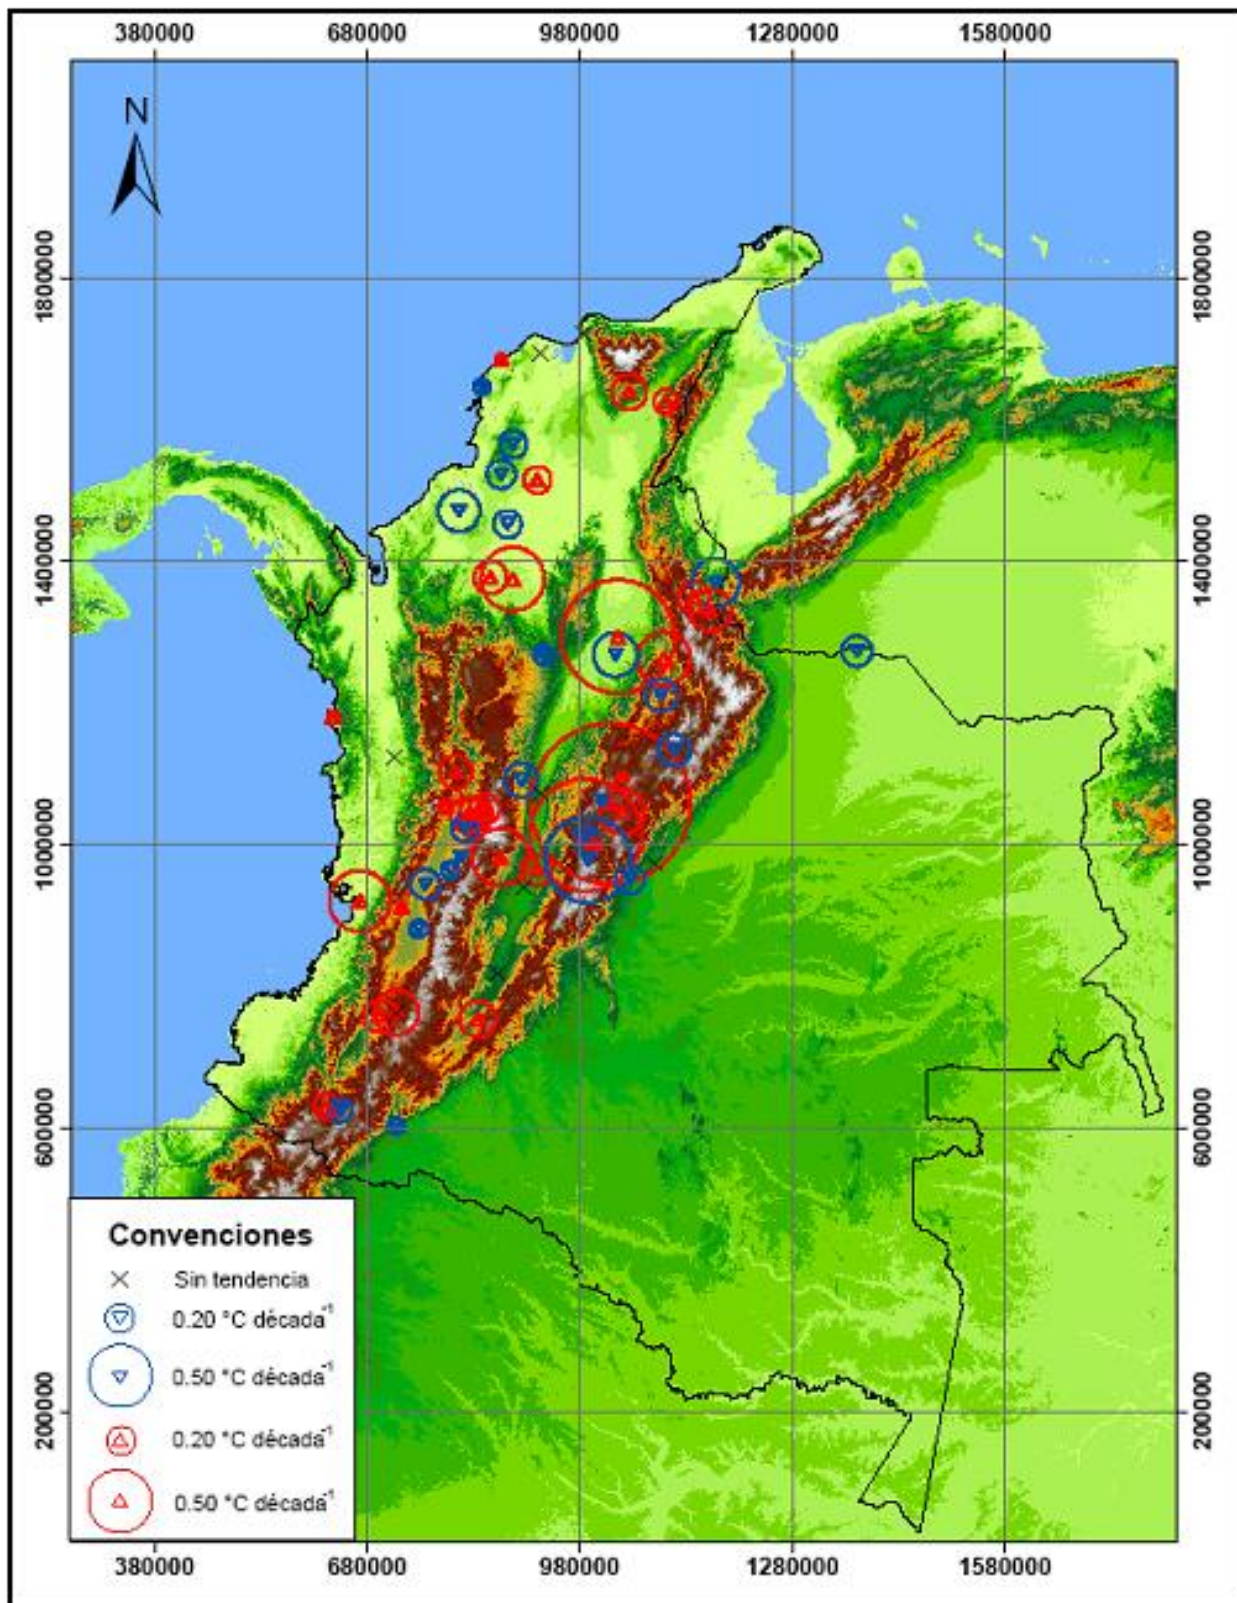 380000 680000 980000 1280000 1580000
N
1800000 1800000
1400000 1400000
1000000 1000000
600000 600000
200000 200000
Convenciones
Sin tendencia
0.20 °C década⁻¹
0.50 °C década⁻¹
0.20 °C década⁻¹
0.50 °C década⁻¹
380000 680000 980000 1280000 1580000